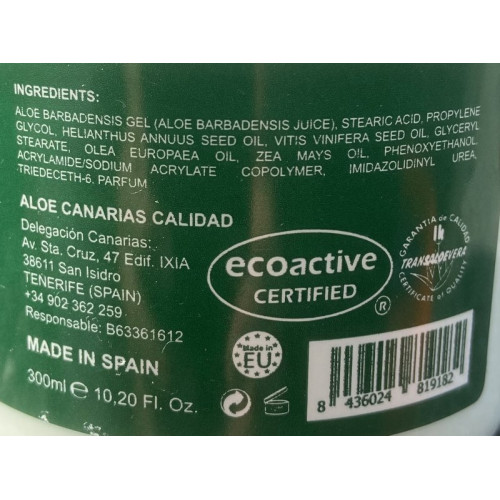 INGREDIENTS:
ALOE BARBADENSIS GEL (ALOE BARBADENSIS JUICE), STEARIC ACID, PROPYLENE
GLYCOL, HELIANTHUS ANNUUS SEED OIL, VITIS VINIFERA SEED OIL, GLYCERYL
STEARATE, OLEA EUROPAEA OIL, ZEA MAYS OIL, PHENOXYETHANOL,
ACRYLAMIDE/SODIUM ACRYLATE COPOLYMER, IMIDAZOLIDINYL UREA,
TRIEDECETH-6. PARFUM
ALOE CANARIAS CALIDAD
Delegación Canarias:
Av. Sta. Cruz, 47 Edif. IXIA
38611 San Isidro
TENERIFE (SPAIN)
+34 902 362 259
Responsable: B63361612
MADE IN SPAIN
300ml e 10,20 Fl. Oz.
ecoactive
CERTIFIED
®
GARANTIA de CALIDAD
TRANSALOEVERA
CERTIFICATE of QUALITY
Made in
EU
8 436024 819182